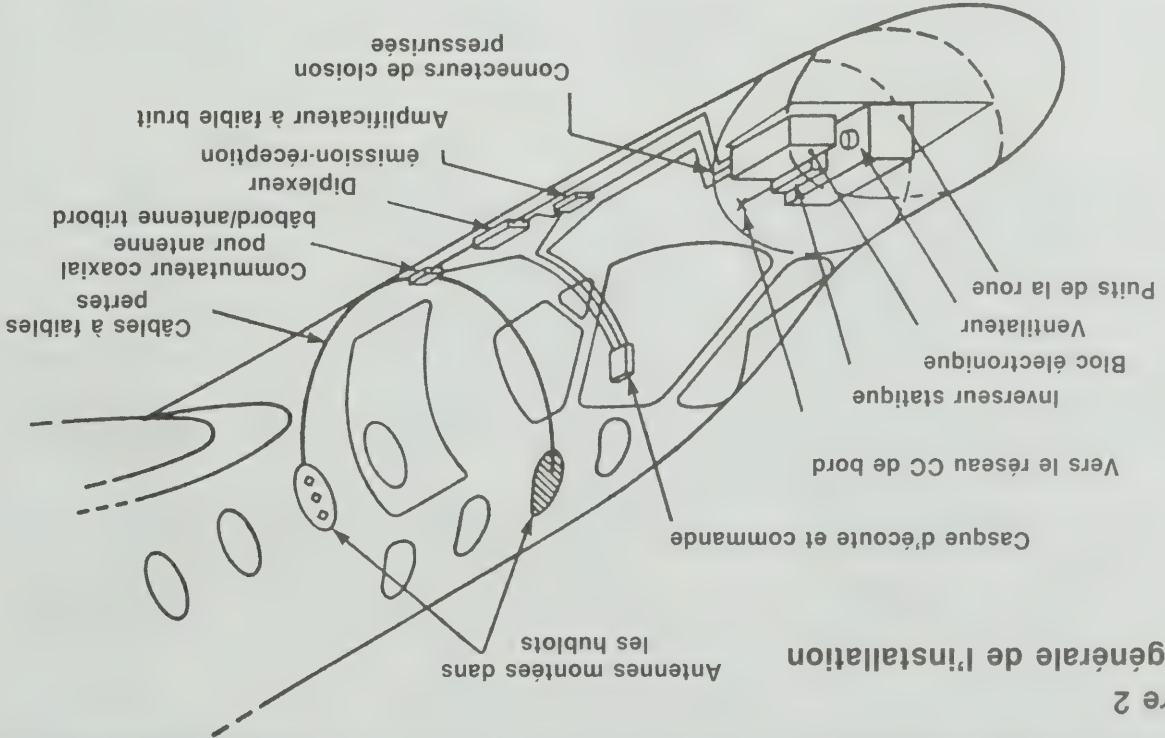 re 2
générale de l'installation
Antennes montées dans
les hublots
Casque d'écoute et commande
Vers le réseau CC de bord
Inverseur statique
Bloc électronique
Ventilateur
Puits de la roue
Câbles à faibles
pertes
Commutateur coaxial
pour antenne
bâbord/antenne tribord
Diplexeur
émission-réception
Amplificateur à faible bruit
Connecteurs de cloison
pressurisée